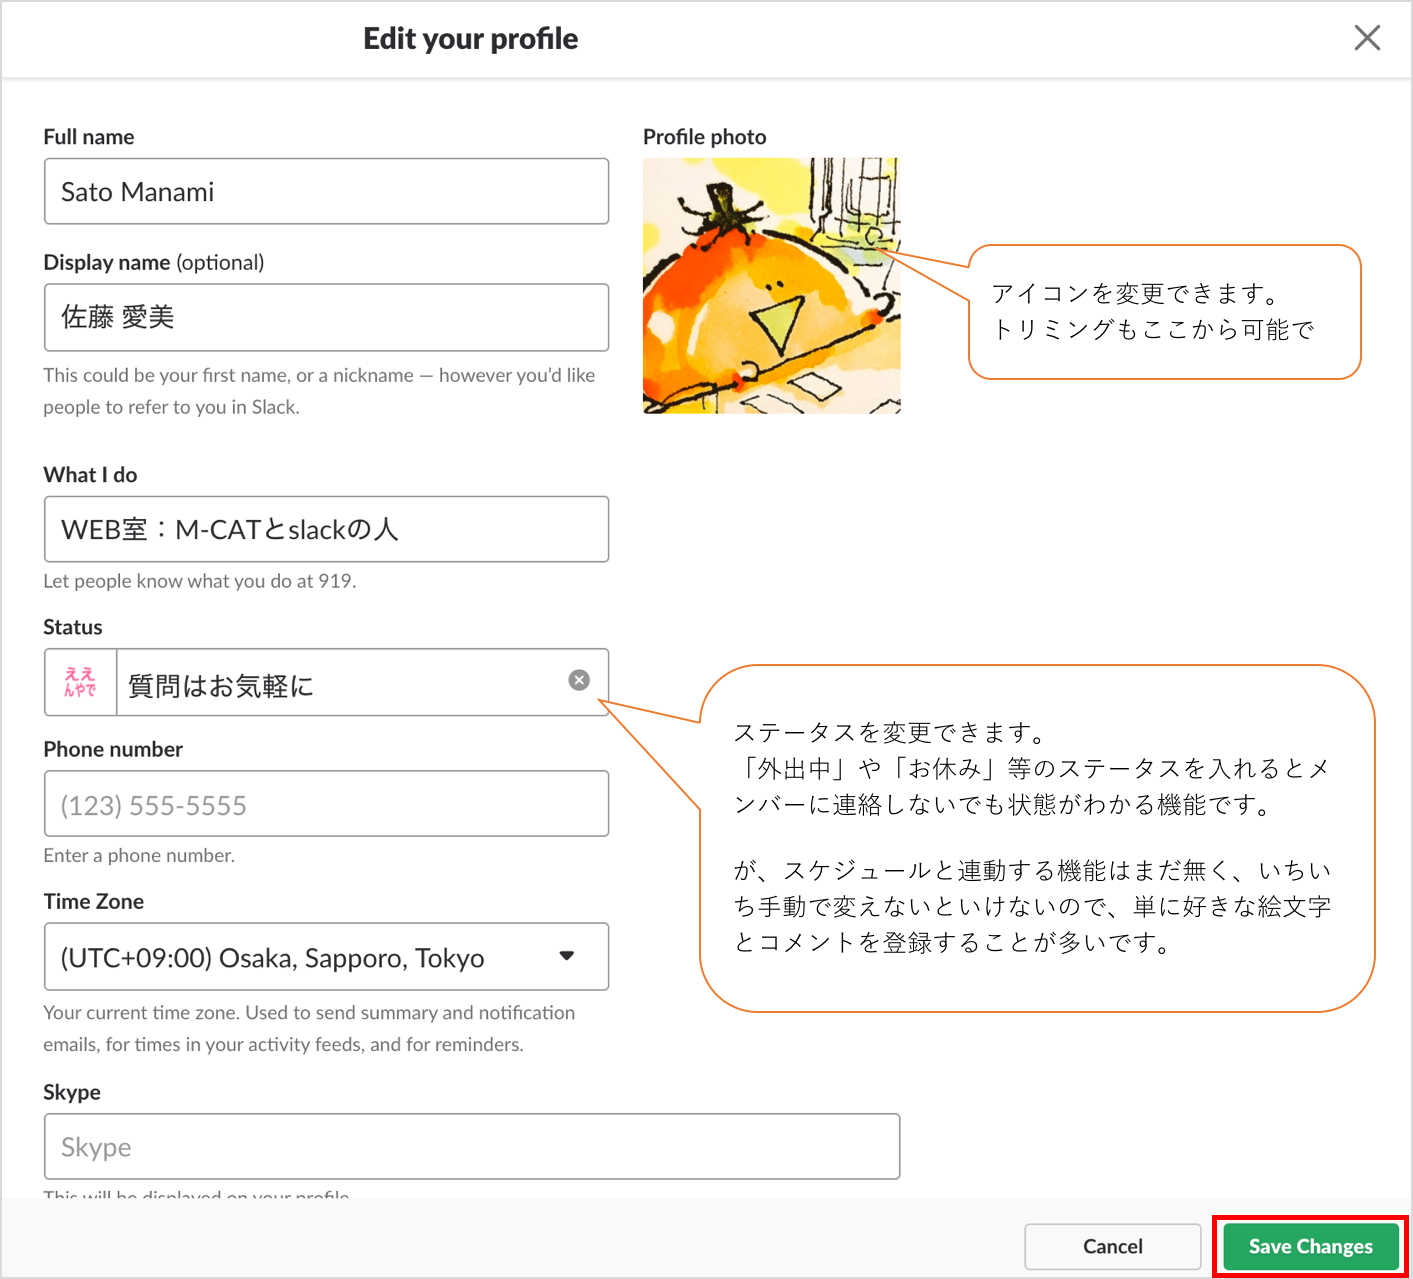 Edit your profile
Full name
Sato Manami
Display name (optional)
佐藤 愛美
This could be your first name, or a nickname — however you'd like
people to refer to you in Slack.
Profile photo
アイコンを変更できます。
トリミングもここから可能で
What I do
WEB室：M-CATとslackの人
Let people know what you do at 919.
Status
ええ
んやで
質問はお気軽に
ステータスを変更できます。
「外出中」や「お休み」等のステータスを入れるとメ
ンバーに連絡しないでも状態がわかる機能です。
が、スケジュールと連動する機能はまだ無く、いちい
ち手動で変えないといけないので、単に好きな絵文字
とコメントを登録することが多いです。
Phone number
(123) 555-5555
Enter a phone number.
Time Zone
(UTC+09:00) Osaka, Sapporo, Tokyo
Your current time zone. Used to send summary and notification
emails, for times in your activity feeds, and for reminders.
Skype
Skype
This will be displayed on your profile
Cancel
Save Changes